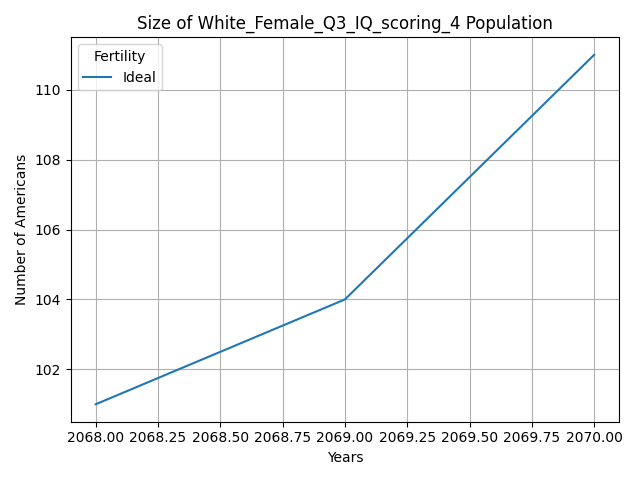 Size of White_Female_Q3_IQ_scoring_4 Population
Fertility
Ideal
Number of Americans
110
108
106
104
102
2068.00 2068.25 2068.50 2068.75 2069.00 2069.25 2069.50 2069.75 2070.00
Years